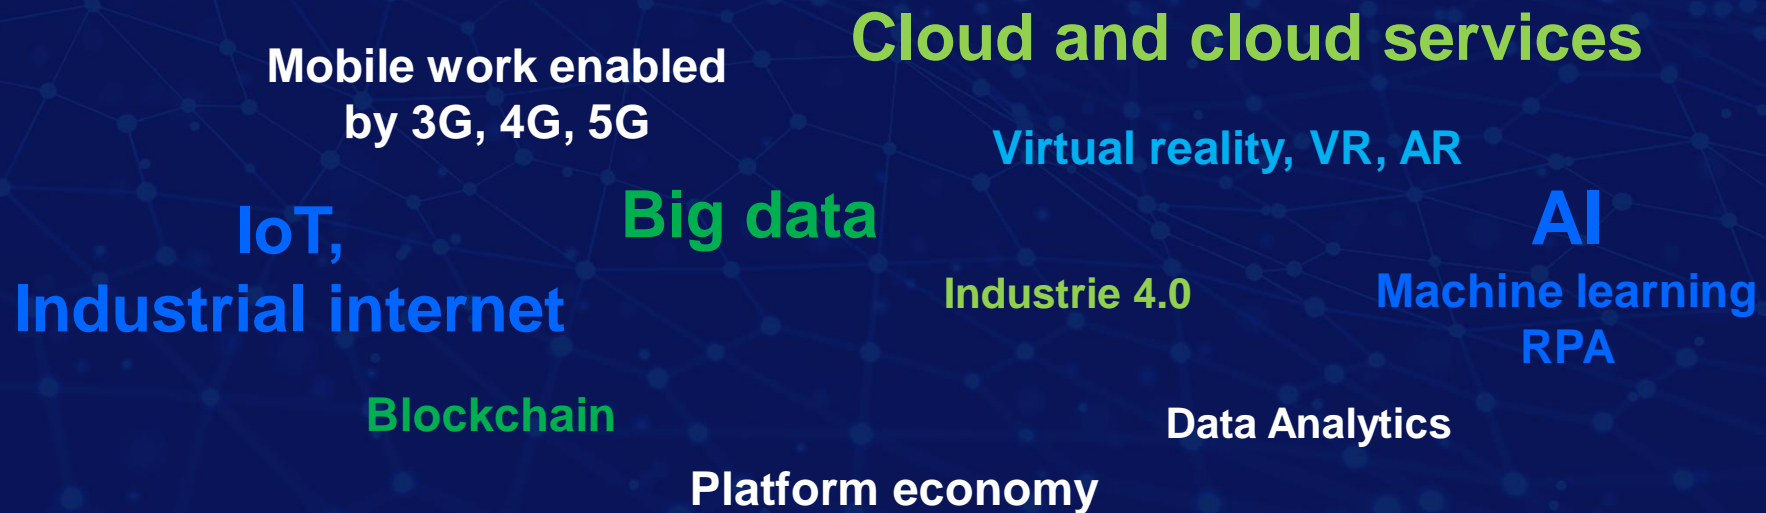 Cloud and cloud services
Mobile work enabled
by 3G, 4G, 5G
Virtual reality, VR, AR
Big data
AI
IoT,
Industrial internet
Industrie 4.0
Machine learning
RPA
Blockchain
Data Analytics
Platform economy